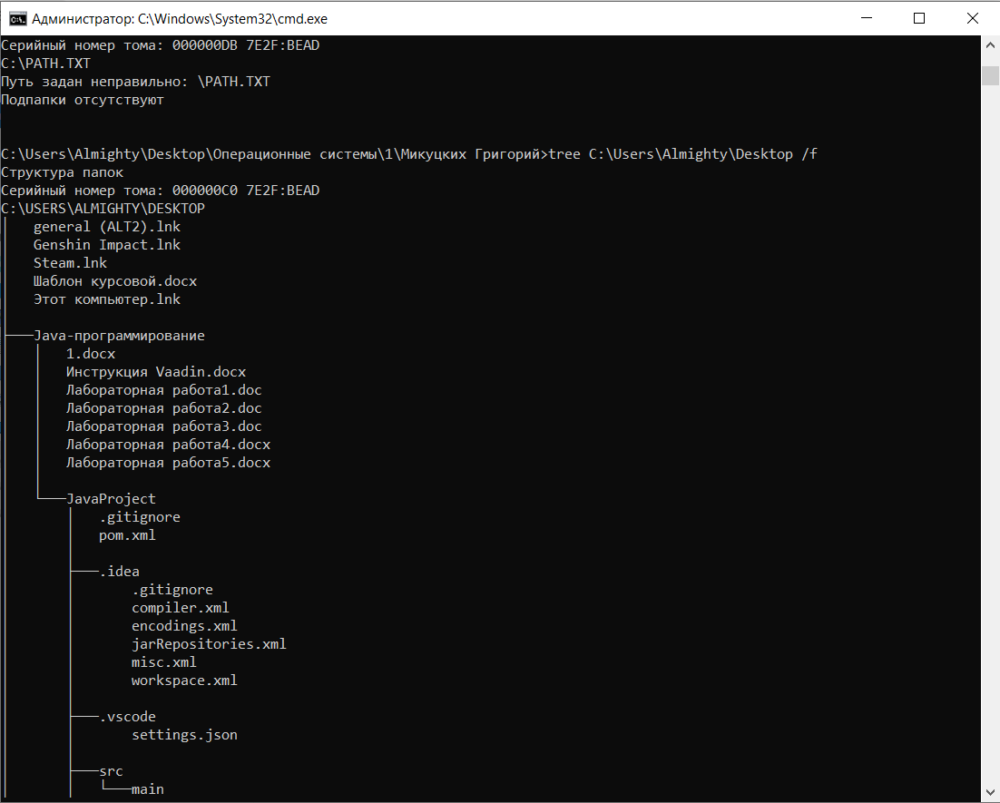 Администратор: C:\Windows\System32\cmd.exe
Серийный номер тома: 000000DB 7E2F:BEAD
C:\PATH.TXT
Путь задан неправильно: \PATH.TXT
Подпапки отсутствуют
C:\Users\Almighty\Desktop\Операционные системы\1\Микуцких Григорий>tree C:\Users\Almighty\Desktop /f
Структура папок
Серийный номер тома: 000000C0 7E2F:BEAD
C:\USERS\ALMIGHTY\DESKTOP
general (ALT2).lnk
Genshin Impact.lnk
Steam.lnk
Шаблон курсовой.docx
Этот компьютер.lnk
Java-программирование
1.docx
Инструкция Vaadin.docx
Лабораторная работа1.doc
Лабораторная работа2.doc
Лабораторная работа3.doc
Лабораторная работа4.docx
Лабораторная работа5.docx
JavaProject
.gitignore
pom.xml
.idea
.gitignore
compiler.xml
encodings.xml
jarRepositories.xml
misc.xml
workspace.xml
.vscode
settings.json
src
main